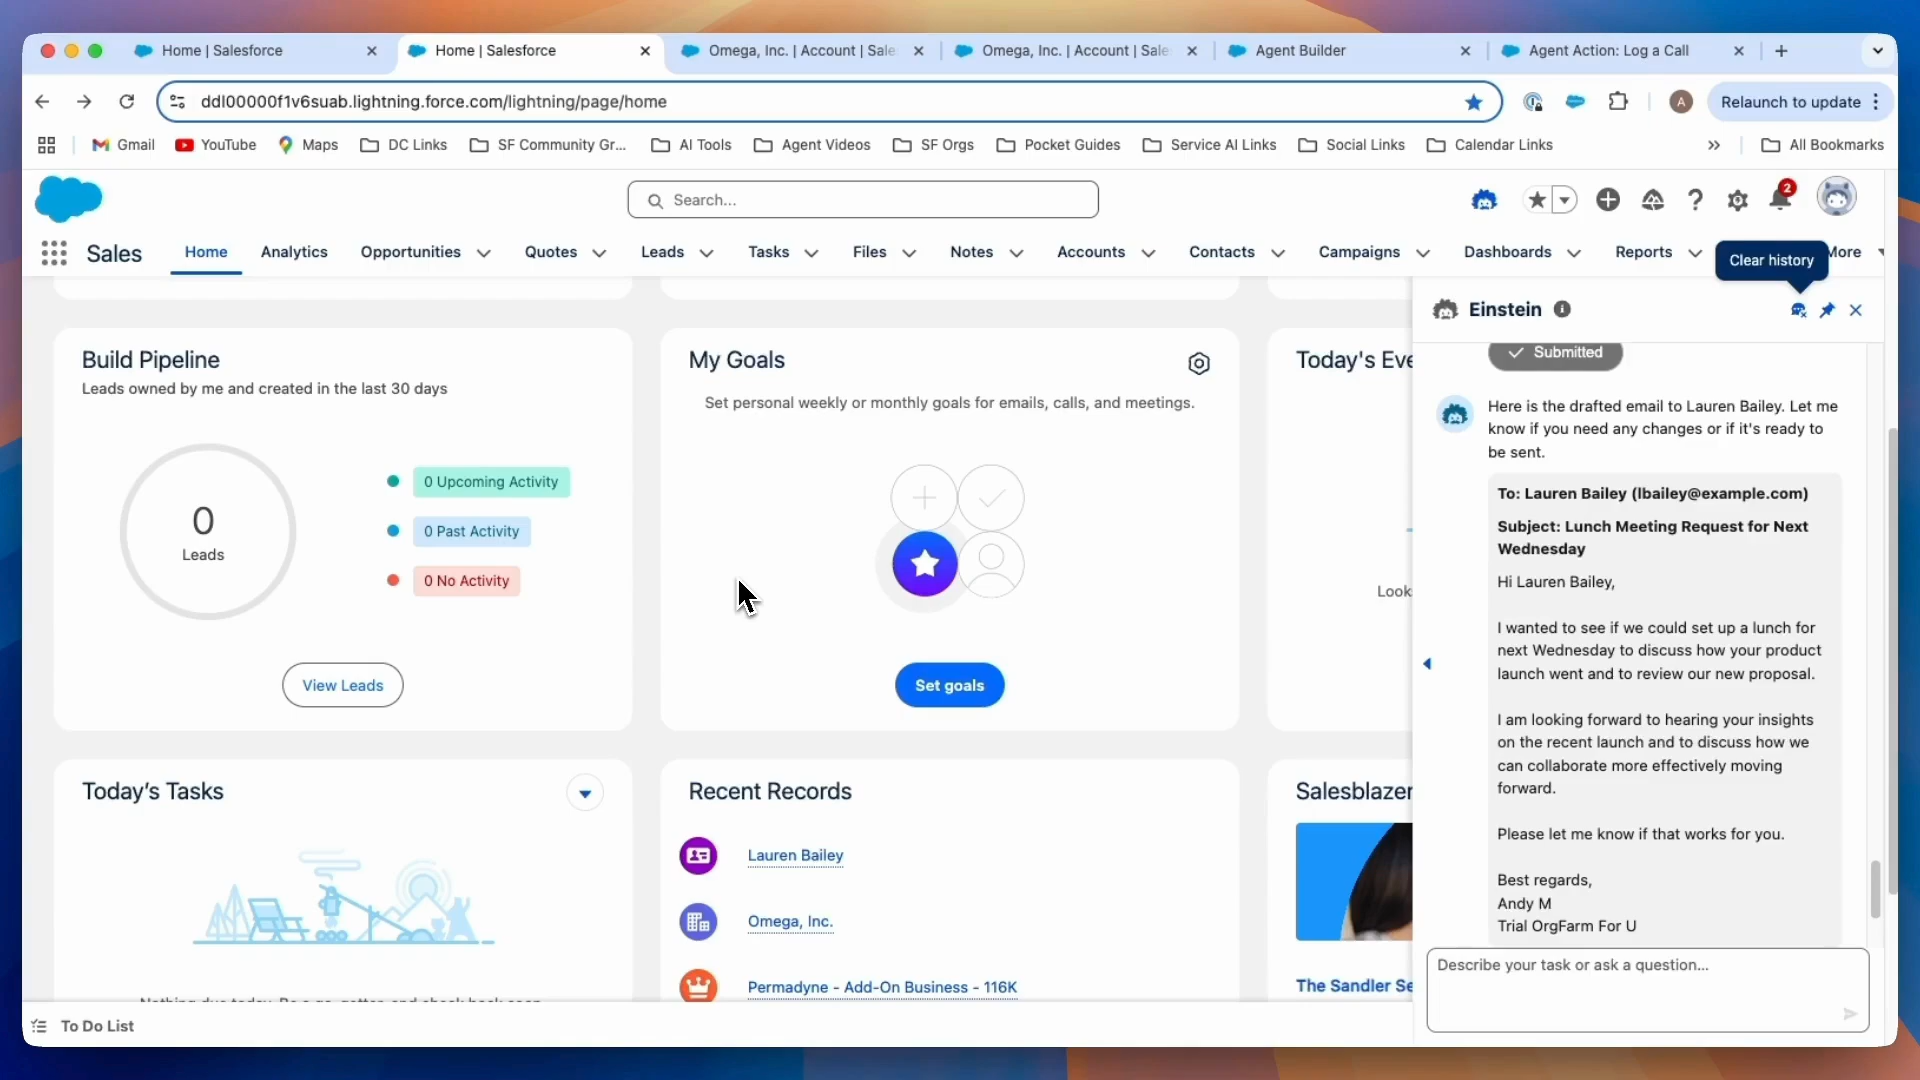 Home | Salesforce
Home | Salesforce
Omega, Inc. | Account | Sale
Omega, Inc. | Account | Sale
Agent Builder
Agent Action: Log a Call
ddl00000f1v6suab.lightning.force.com/lightning/page/home
A
Relaunch to update
Gmail
YouTube
Maps
DC Links
SF Community Gr...
AI Tools
Agent Videos
SF Orgs
Pocket Guides
Service AI Links
Social Links
Calendar Links
All Bookmarks
Search...
2
Sales
Home
Analytics
Opportunities
Quotes
Leads
Tasks
Files
Notes
Accounts
Contacts
Campaigns
Dashboards
Reports
More
Clear history
Build Pipeline
Leads owned by me and created in the last 30 days
0
Leads
0 Upcoming Activity
0 Past Activity
0 No Activity
View Leads
My Goals
Set personal weekly or monthly goals for emails, calls, and meetings.
Set goals
Today's Eve
Look
Today's Tasks
Recent Records
Lauren Bailey
Omega, Inc.
Permadyne - Add-On Business - 116K
Salesblazer
The Sandler Se
To Do List
Einstein
Submitted
Here is the drafted email to Lauren Bailey. Let me
know if you need any changes or if it's ready to
be sent.
To: Lauren Bailey (lbailey@example.com)
Subject: Lunch Meeting Request for Next
Wednesday
Hi Lauren Bailey,
I wanted to see if we could set up a lunch for
next Wednesday to discuss how your product
launch went and to review our new proposal.
I am looking forward to hearing your insights
on the recent launch and to discuss how we
can collaborate more effectively moving
forward.
Please let me know if that works for you.
Best regards,
Andy M
Trial OrgFarm For U
Describe your task or ask a question...